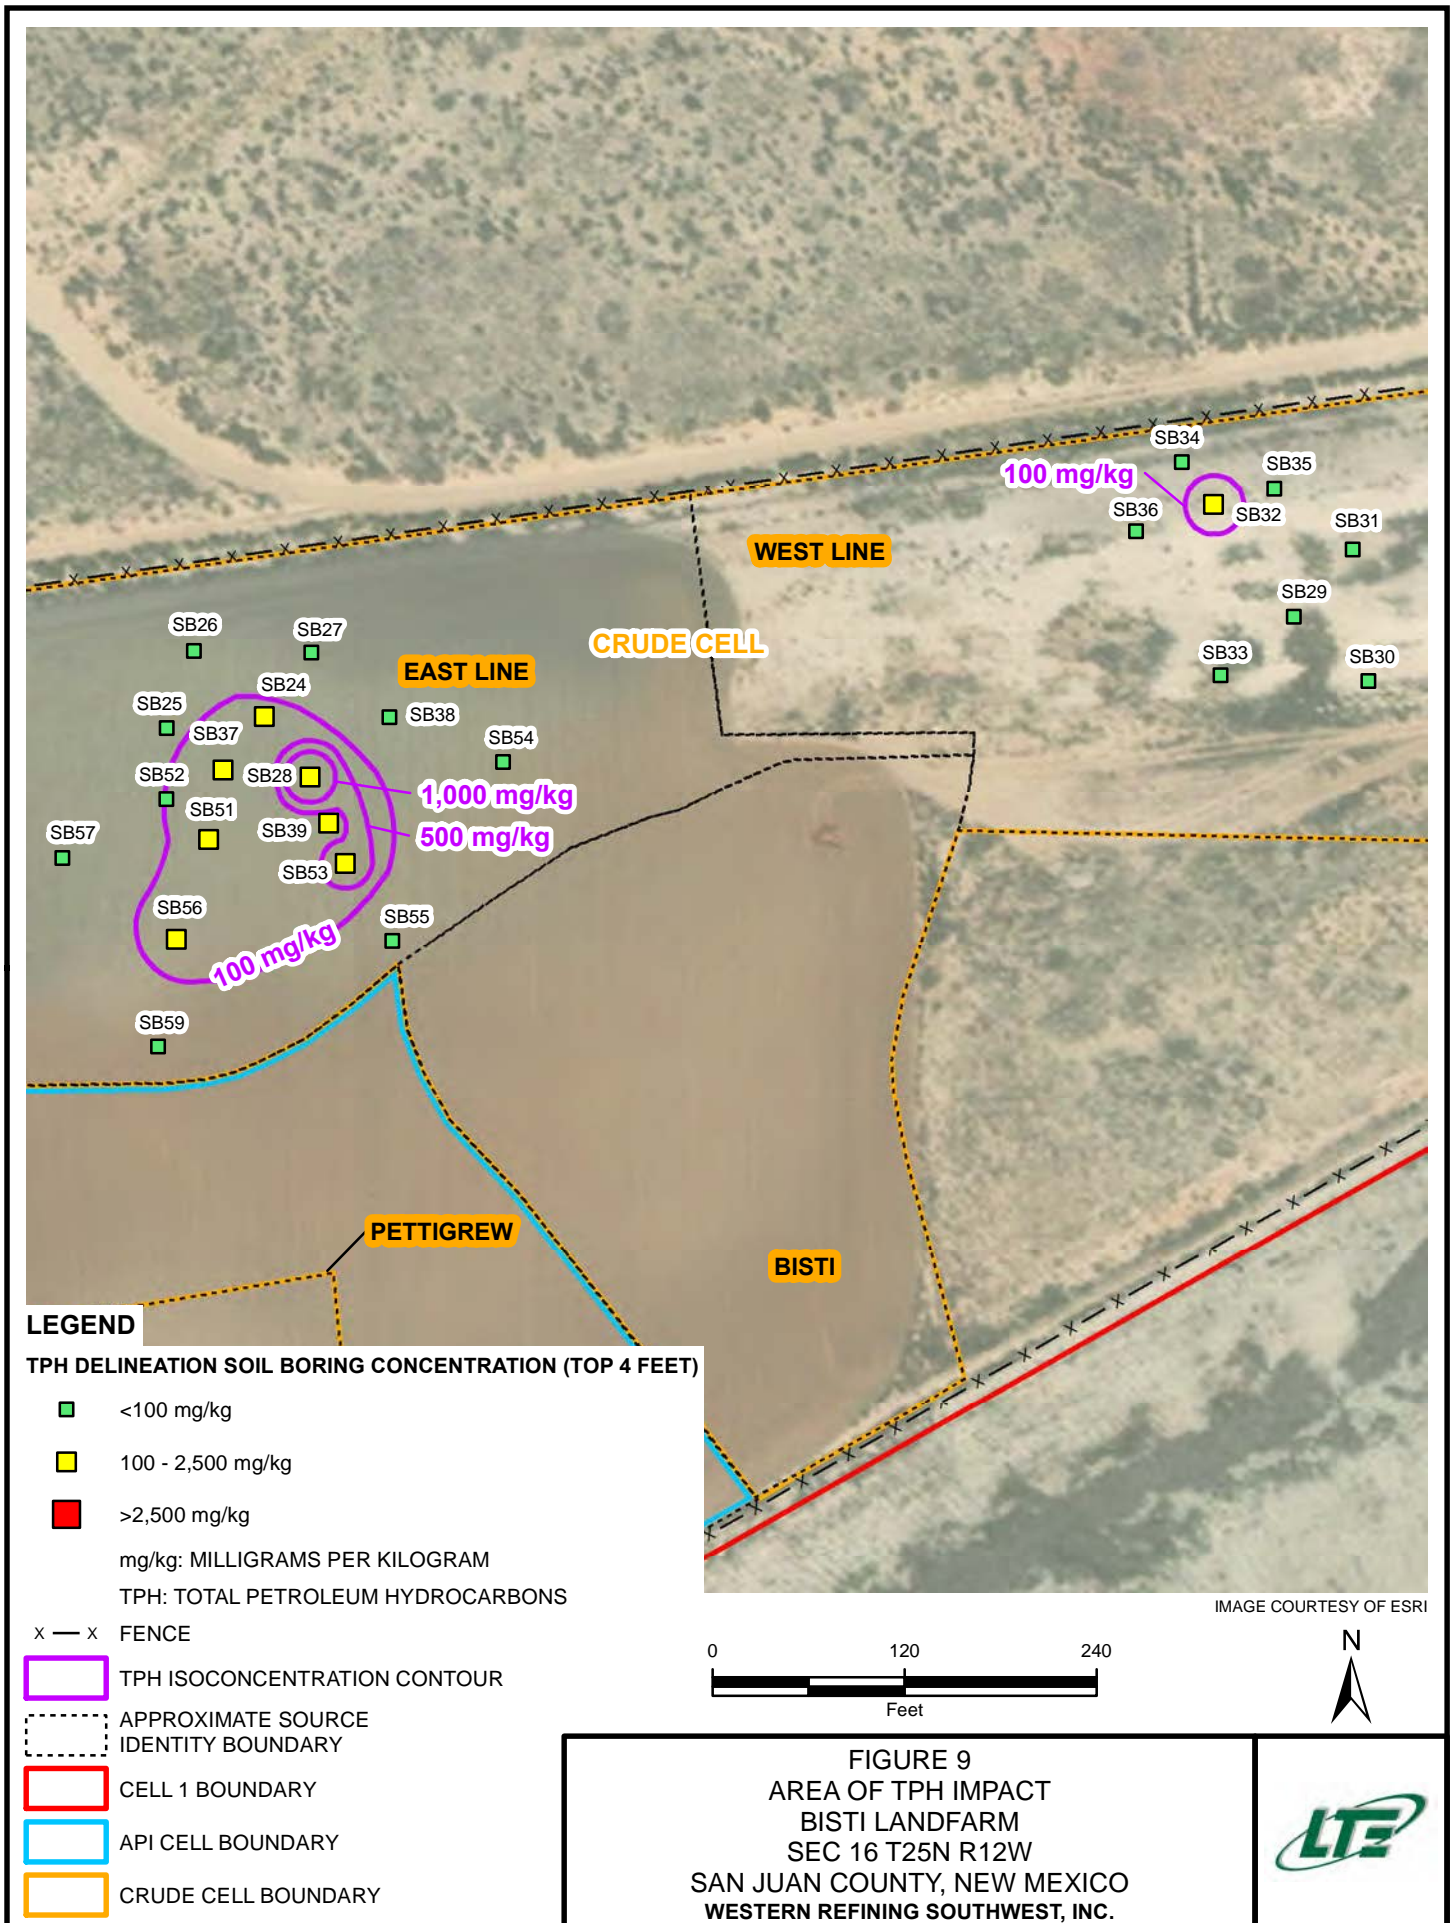 SB34
100 mg/kg
SB35
SB36
SB32
SB31
WEST LINE
SB29
SB26
SB27
CRUDE CELL
EAST LINE
SB33
SB30
SB24
SB25
SB38
SB37
SB54
SB52
SB28
1,000 mg/kg
SB51
SB39
500 mg/kg
SB57
SB53
SB56
SB55
100 mg/kg
SB59
PETTIGREW
BISTI
LEGEND
TPH DELINEATION SOIL BORING CONCENTRATION (TOP 4 FEET)
<100 mg/kg
100 - 2,500 mg/kg
>2,500 mg/kg
mg/kg: MILLIGRAMS PER KILOGRAM
TPH: TOTAL PETROLEUM HYDROCARBONS
X — X FENCE
TPH ISOCONCENTRATION CONTOUR
APPROXIMATE SOURCE
IDENTITY BOUNDARY
CELL 1 BOUNDARY
API CELL BOUNDARY
CRUDE CELL BOUNDARY
IMAGE COURTESY OF ESRI
0 120 240
Feet
N
FIGURE 9
AREA OF TPH IMPACT
BISTI LANDFARM
SEC 16 T25N R12W
SAN JUAN COUNTY, NEW MEXICO
WESTERN REFINING SOUTHWEST, INC.
LTE